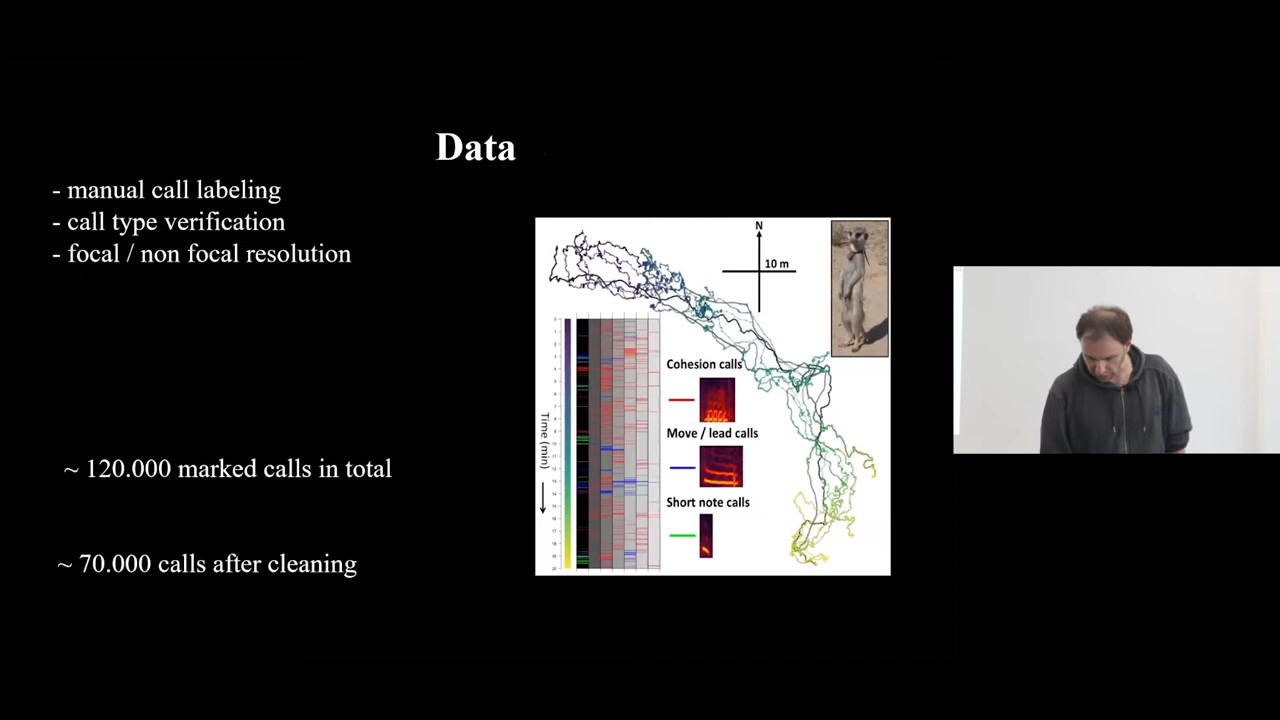 Data
- manual call labeling
- call type verification
- focal / non focal resolution
~ 120.000 marked calls in total
~ 70.000 calls after cleaning
N
10 m
Cohesion calls
Move / lead calls
Short note calls
Time (min)